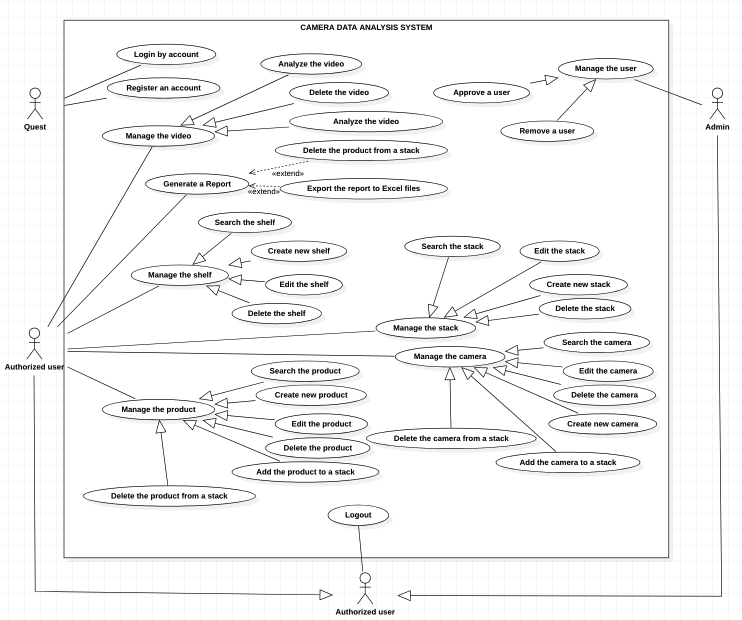 CAMERA DATA ANALYSIS SYSTEM
Login by account
Register an account
Quest
Analyze the video
Delete the video
Analyze the video
Manage the video
Manage the user
Approve a user
Remove a user
Admin
Delete the product from a stack
«extend»
Generate a Report
«extend»
Export the report to Excel files
Search the shelf
Create new shelf
Manage the shelf
Edit the shelf
Delete the shelf
Search the stack
Edit the stack
Create new stack
Delete the stack
Manage the stack
Authorized user
Manage the camera
Search the camera
Edit the camera
Delete the camera
Create new camera
Delete the camera from a stack
Add the camera to a stack
Search the product
Create new product
Manage the product
Edit the product
Delete the product
Add the product to a stack
Delete the product from a stack
Logout
Authorized user